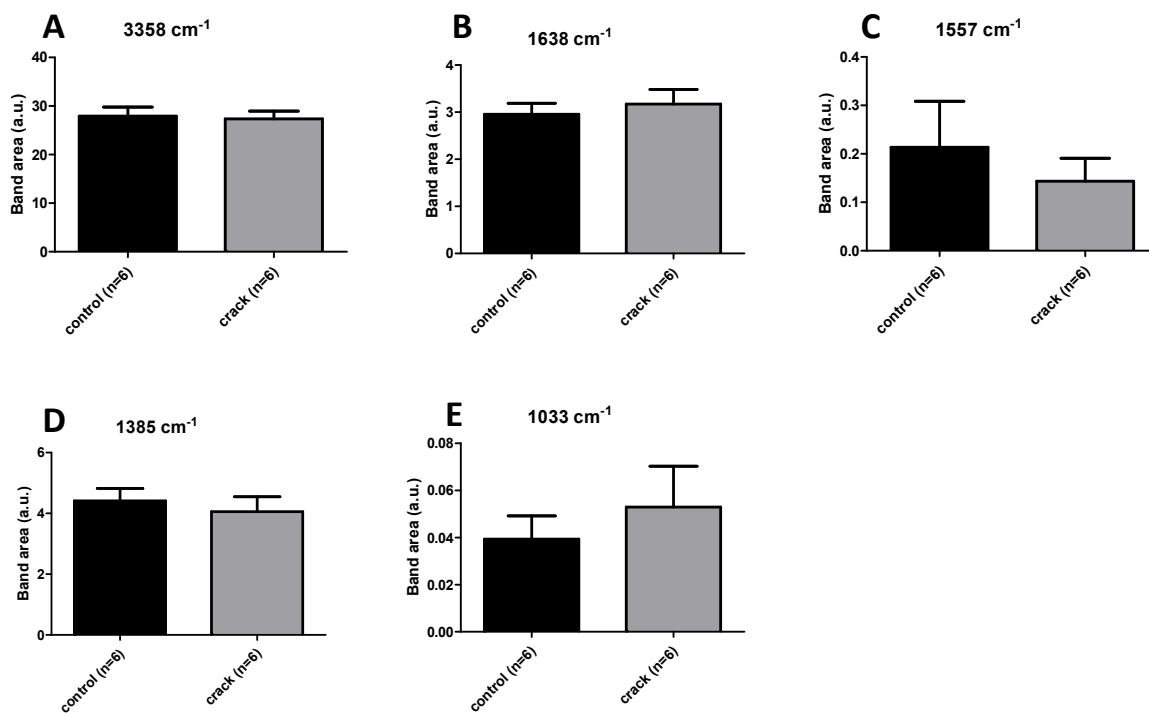 A
3358 cm-1
40
30
20
10
0
Band area (a.u.)
control (n=6)
crack (n=6)
B
1638 cm-1
4
3
2
1
0
Band area (a.u.)
control (n=6)
crack (n=6)
C
1557 cm-1
0.4
0.3
0.2
0.1
0.0
Band area (a.u.)
control (n=6)
crack (n=6)
D
1385 cm-1
6
4
2
0
Band area (a.u.)
control (n=6)
crack (n=6)
E
1033 cm-1
0.08
0.06
0.04
0.02
0.00
Band area (a.u.)
control (n=6)
crack (n=6)